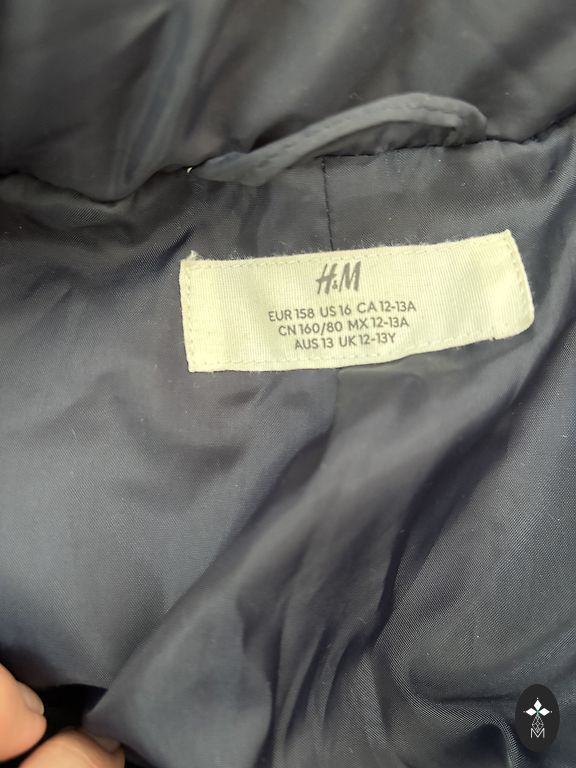 H&M
EUR 158 US 16 CA 12-13A
CN 160/80 MX 12-13A
AUS 13 UK 12-13Y
M